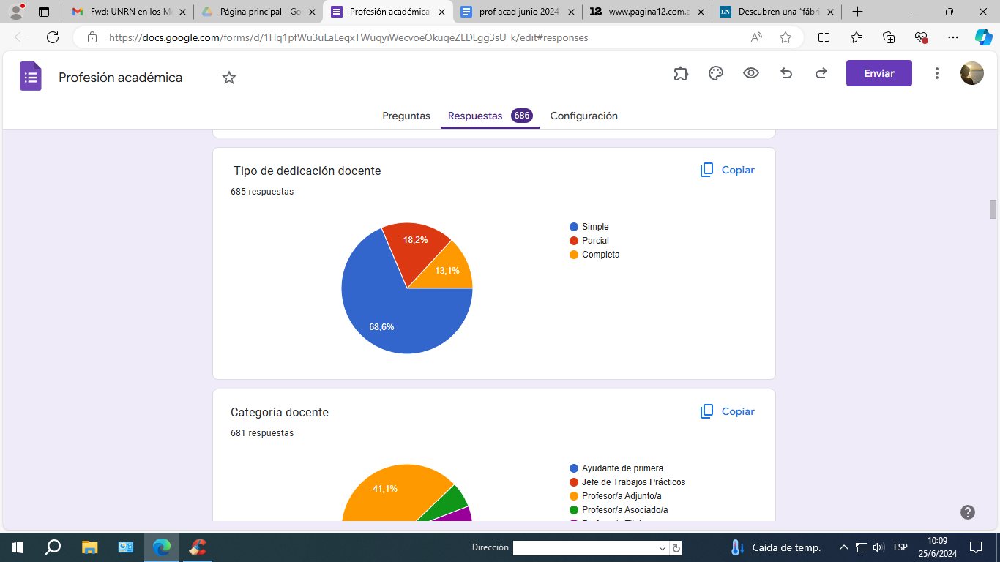 Fwd: UNRN en los M
Página principal - Go
Profesión académica
prof acad junio 2024
12 www.pagina12.com.a
LN Descubren una “fábri
https://docs.google.com/forms/d/1Hq1pfWu3uLaLeqxTWuqyiWecvoeOkuqeZLDLgg3sU_k/edit#responses
Profesión académica
Enviar
Preguntas Respuestas 686 Configuración
Tipo de dedicación docente
Copiar
685 respuestas
Simple
Parcial
Completa
18,2%
13,1%
68,6%
Categoría docente
Copiar
681 respuestas
Ayudante de primera
Jefe de Trabajos Prácticos
Profesor/a Adjunto/a
Profesor/a Asociado/a
41,1%
Dirección
Caída de temp.
ESP
10:09
25/6/2024